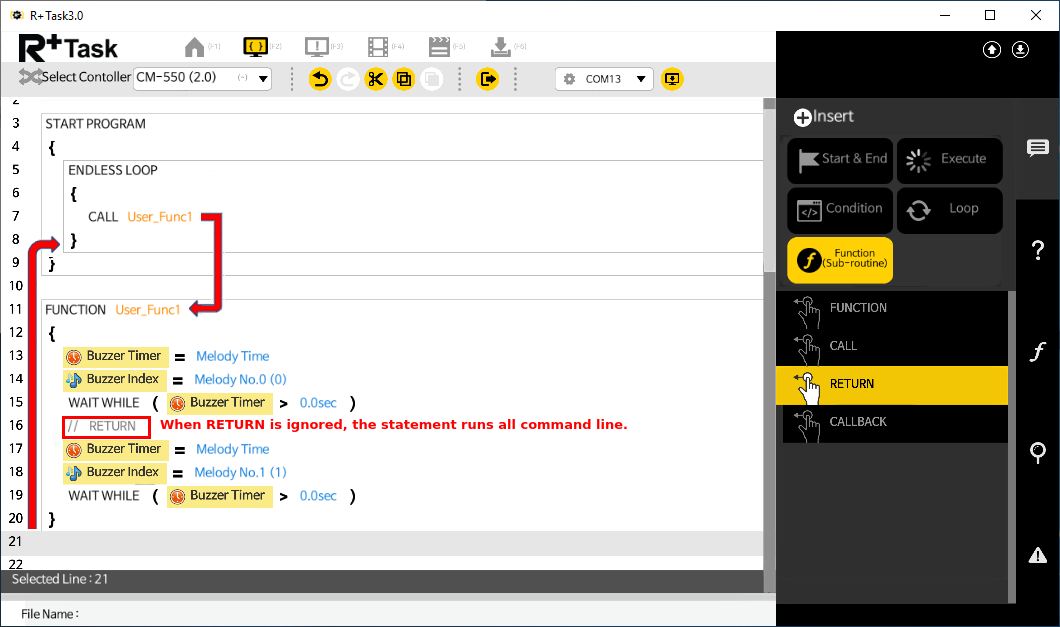 R+Task3.0
R+Task
(F1)
(F2)
(F3)
(F4)
(F5)
(F6)
Select Contoller
CM-550 (2.0)
(-)
COM13
2
3 START PROGRAM
4 {
5 ENDLESS LOOP
6 {
7 CALL User_Func1
8 }
9 }
10
11 FUNCTION User_Func1
12 {
13 Buzzer Timer = Melody Time
14 Buzzer Index = Melody No.0 (0)
15 WAIT WHILE ( Buzzer Timer > 0.0sec )
16 // RETURN When RETURN is ignored, the statement runs all command line.
17 Buzzer Timer = Melody Time
18 Buzzer Index = Melody No.1 (1)
19 WAIT WHILE ( Buzzer Timer > 0.0sec )
20 }
21
22
Selected Line : 21
File Name :
Insert
Start & End
Execute
Condition
Loop
Function
(Sub-routine)
FUNCTION
CALL
RETURN
CALLBACK